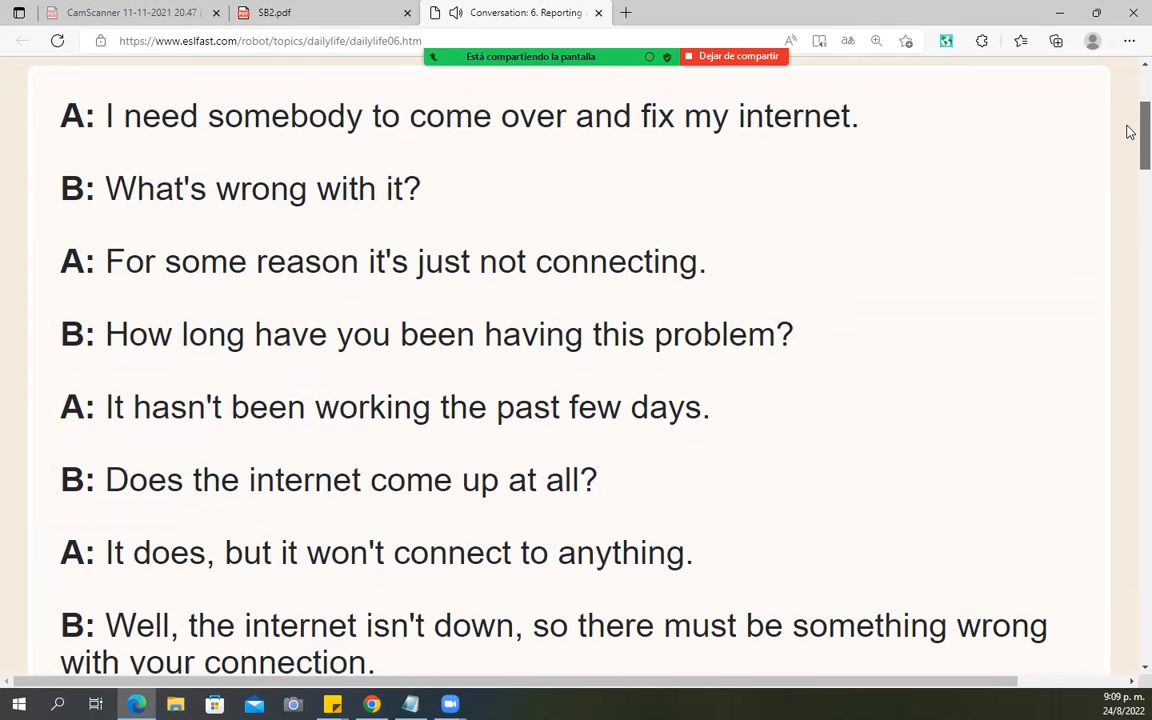 CamScanner 11-11-2021 20.47 (
SB2.pdf
Conversation: 6. Reporting
https://www.eslfast.com/robot/topics/dailylife/dailylife06.htm
Está compartiendo la pantalla
Dejar de compartir
A: I need somebody to come over and fix my internet.
B: What's wrong with it?
A: For some reason it's just not connecting.
B: How long have you been having this problem?
A: It hasn't been working the past few days.
B: Does the internet come up at all?
A: It does, but it won't connect to anything.
B: Well, the internet isn't down, so there must be something wrong
with your connection.
9:09 p. m.
24/8/2022